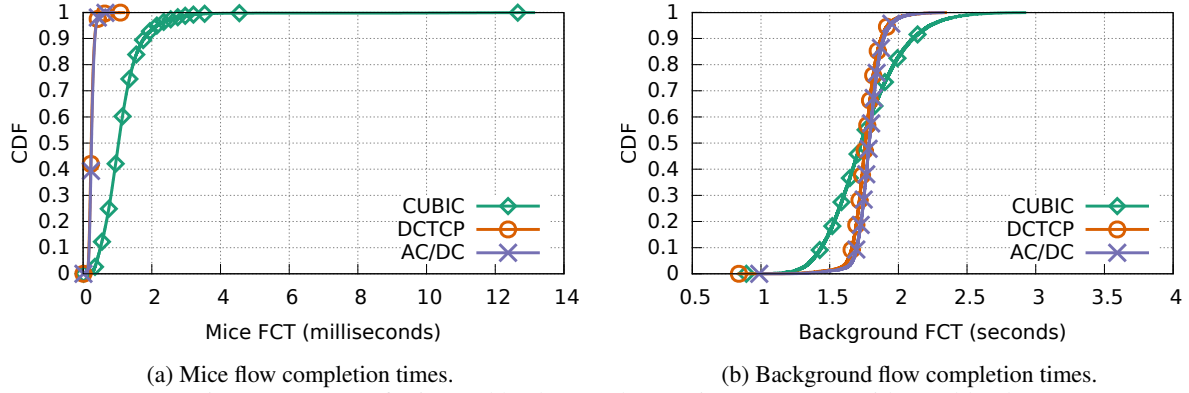 1
0.9
0.8
0.7
0.6
0.5
0.4
0.3
0.2
0.1
0
CDF
CUBIC
DCTCP
AC/DC
0 2 4 6 8 10 12 14
Mice FCT (milliseconds)
(a) Mice flow completion times.
1
0.9
0.8
0.7
0.6
0.5
0.4
0.3
0.2
0.1
0
CDF
CUBIC
DCTCP
AC/DC
0.5 1 1.5 2 2.5 3 3.5 4
Background FCT (seconds)
(b) Background flow completion times.